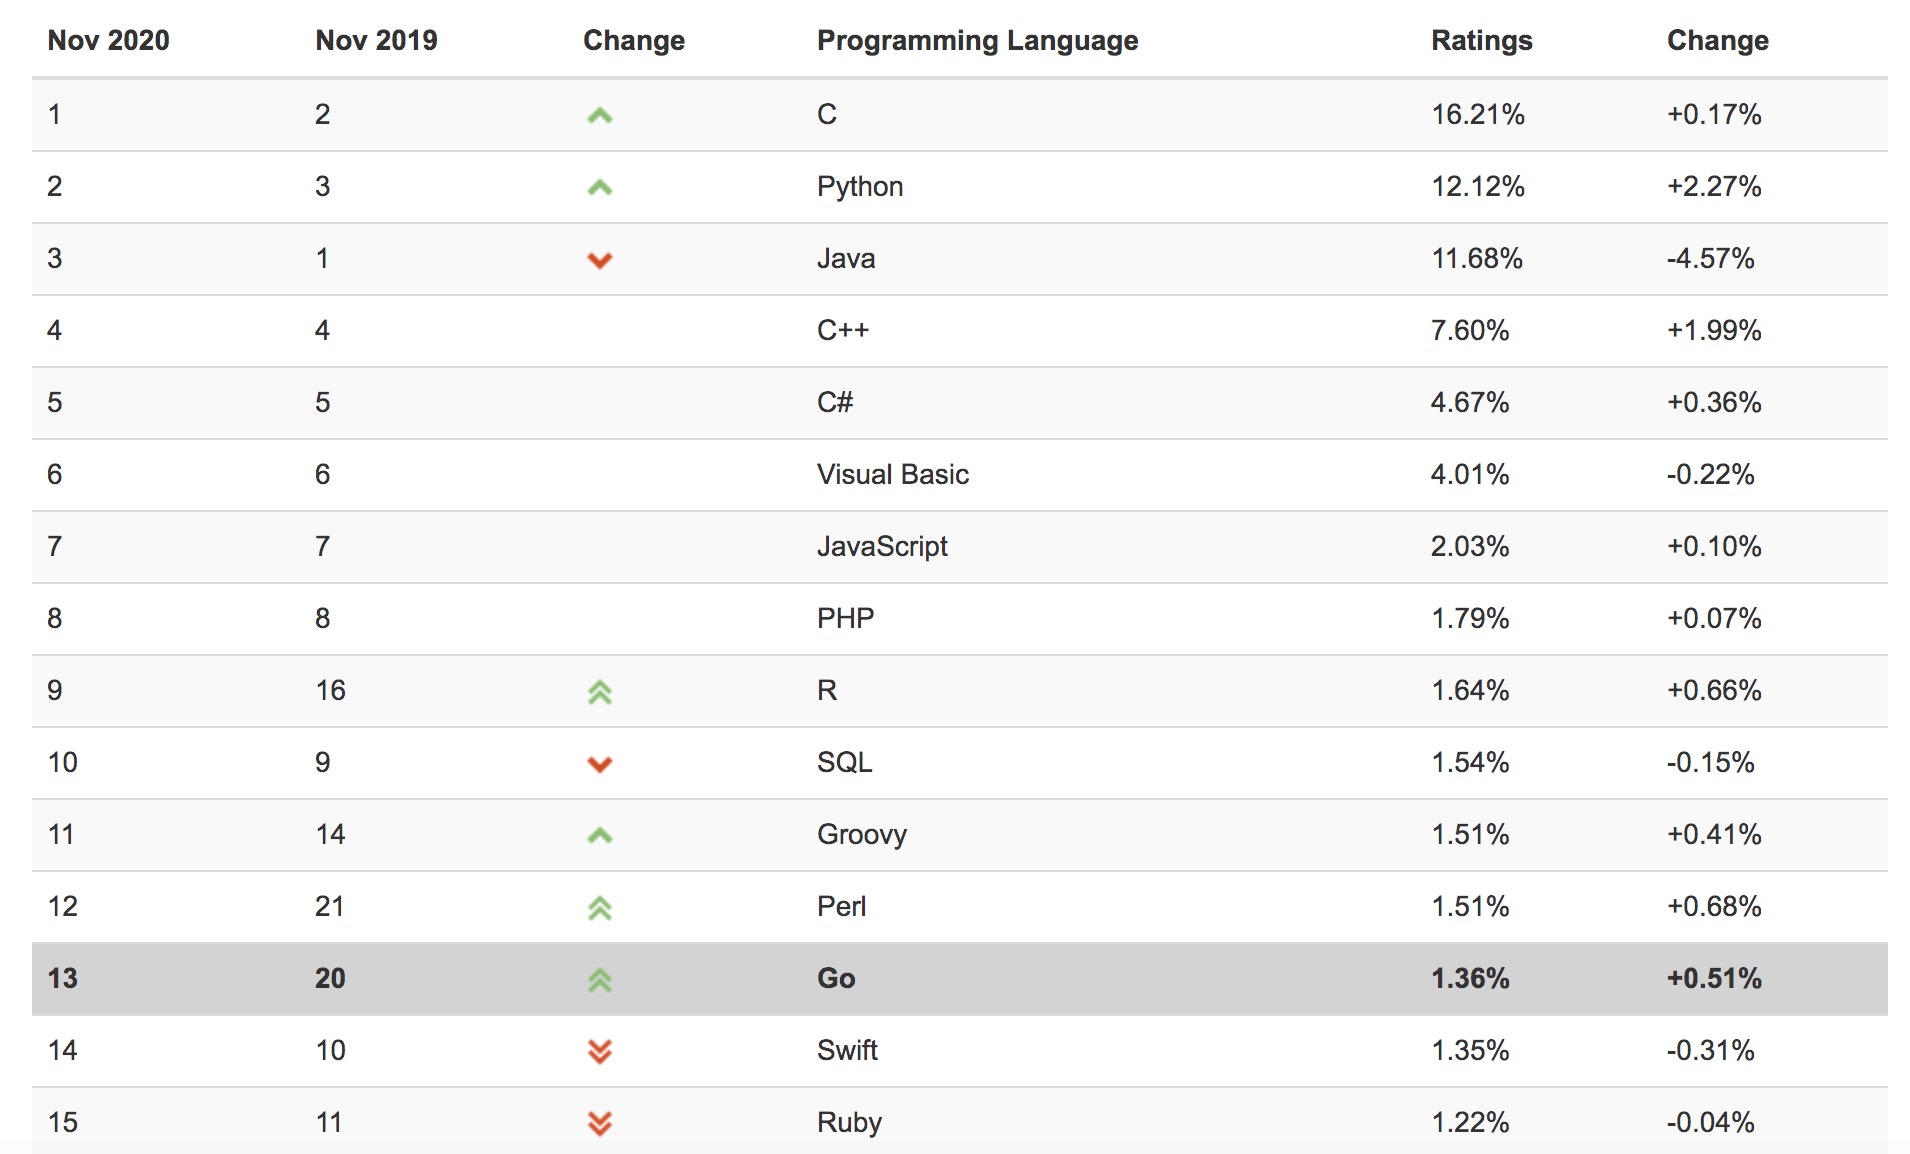 Nov 2020 Nov 2019 Change Programming Language Ratings Change
1 2 C 16.21% +0.17%
2 3 Python 12.12% +2.27%
3 1 Java 11.68% -4.57%
4 4 C++ 7.60% +1.99%
5 5 C# 4.67% +0.36%
6 6 Visual Basic 4.01% -0.22%
7 7 JavaScript 2.03% +0.10%
8 8 PHP 1.79% +0.07%
9 16 R 1.64% +0.66%
10 9 SQL 1.54% -0.15%
11 14 Groovy 1.51% +0.41%
12 21 Perl 1.51% +0.68%
13 20 Go 1.36% +0.51%
14 10 Swift 1.35% -0.31%
15 11 Ruby 1.22% -0.04%